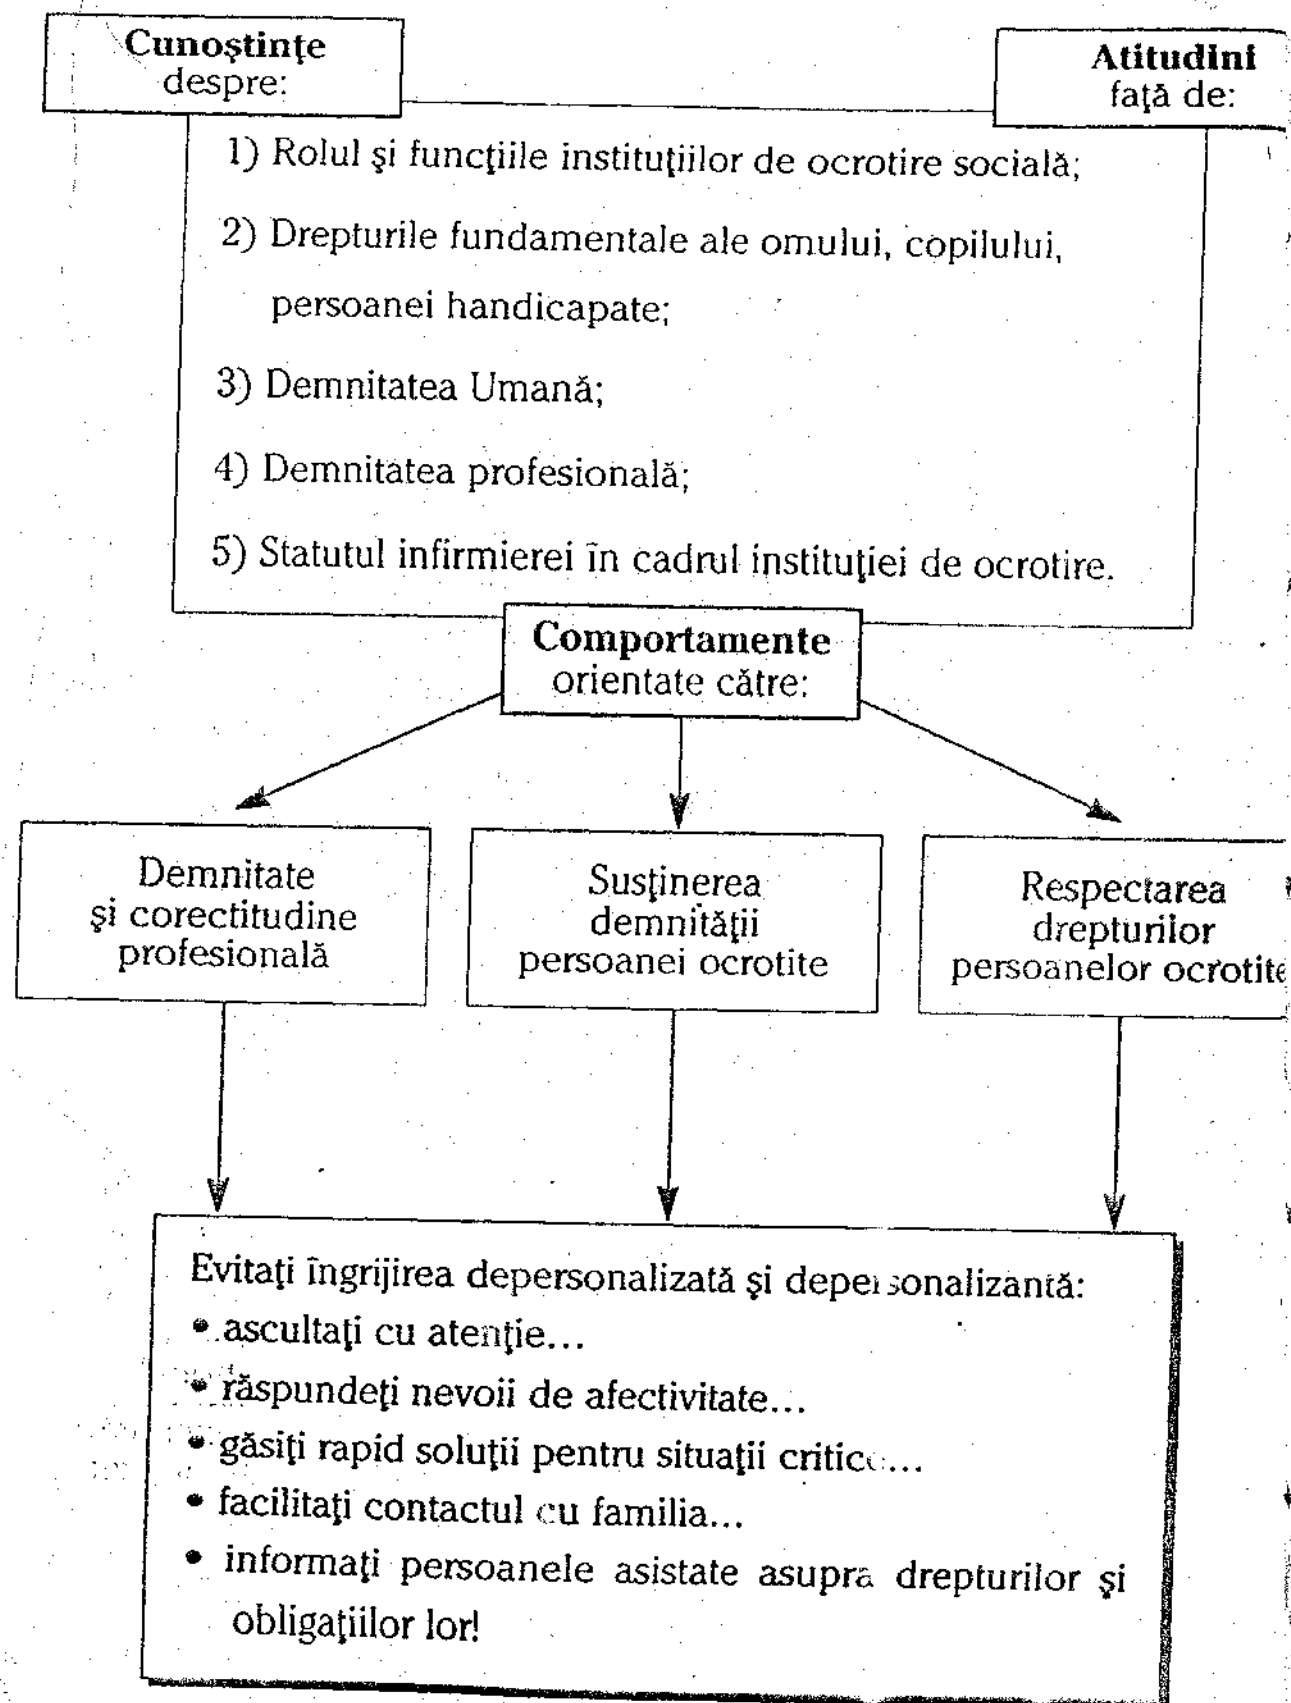 Cunoştinţe
despre:
Atitudini
faţă de:
1) Rolul şi funcţiile instituţiilor de ocrotire socială;
2) Drepturile fundamentale ale omului, copilului,
persoanei handicapate;
3) Demnitatea Umană;
4) Demnitatea profesională;
5) Statutul infirmierei în cadrul instituţiei de ocrotire.
Comportamente
orientate către:
Demnitate
şi corectitudine
profesională
Susţinerea
demnităţii
persoanei ocrotite
Respectarea
drepturilor
persoanelor ocrotite
Evitaţi îngrijirea depersonalizată şi depersonalizantă:
• ascultaţi cu atenţie...
• răspundeţi nevoii de afectivitate...
• găsiţi rapid soluţii pentru situaţii critice...
• facilitaţi contactul cu familia...
• informaţi persoanele asistate asupra drepturilor şi
obligaţiilor lor!